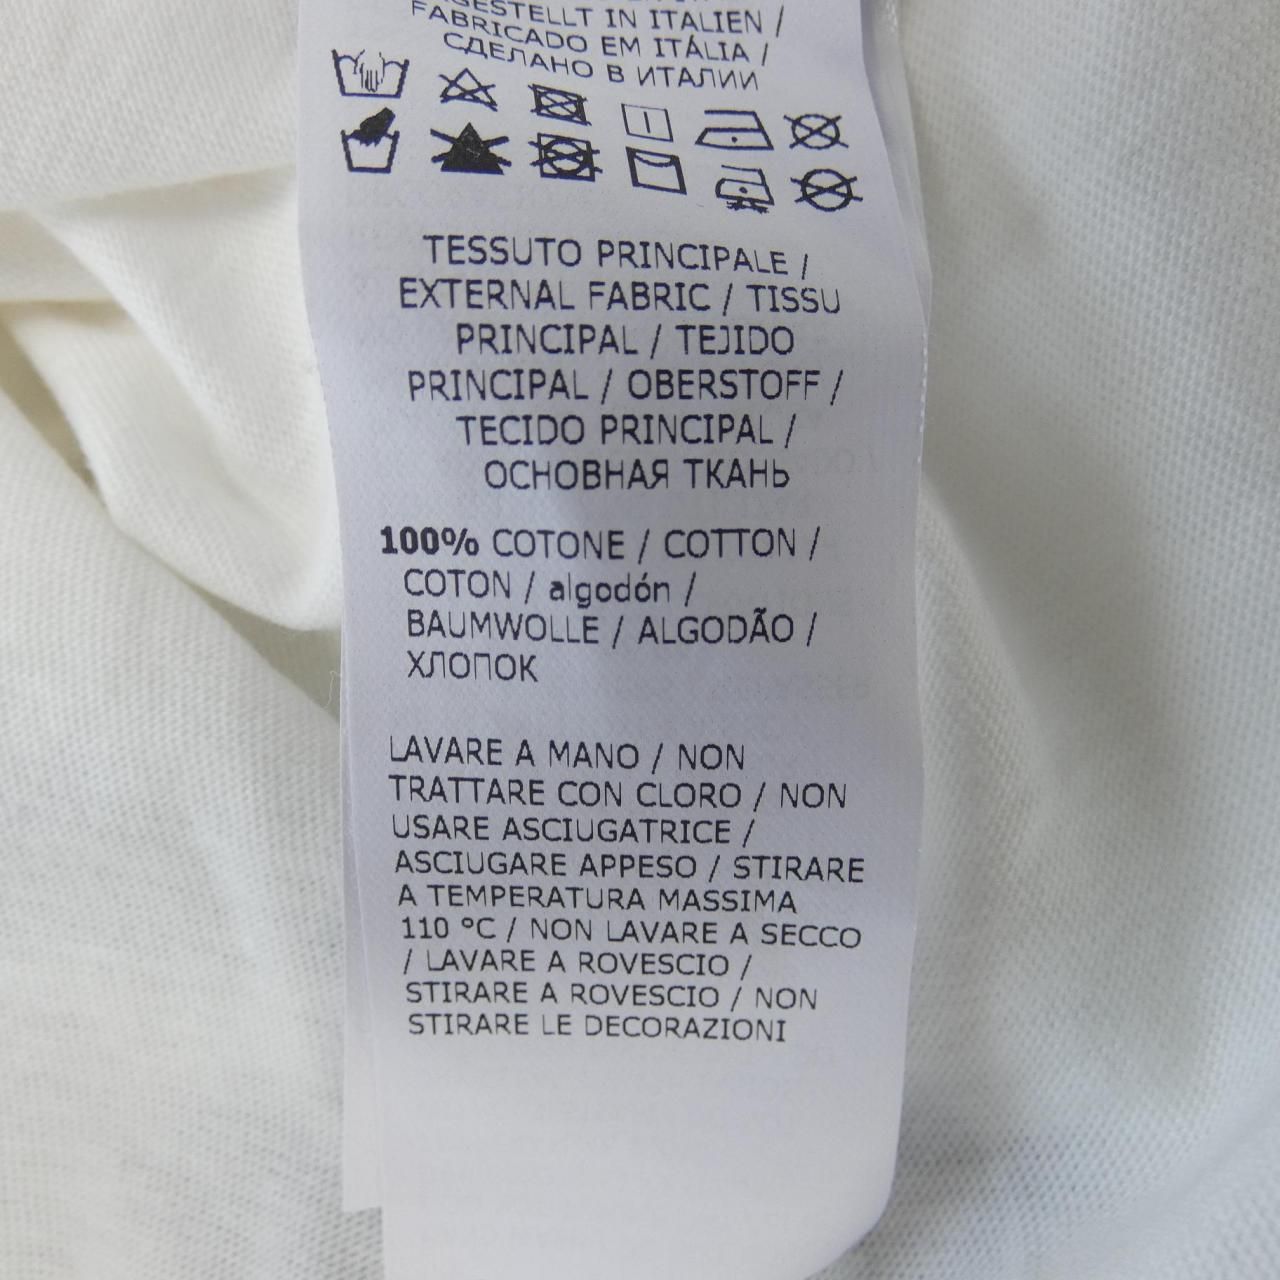 GESTELLT IN ITALIEN /
FABRICADO EM ITÁLIA /
СДЕЛАНО В ИТАЛИИ
TESSUTO PRINCIPALE /
EXTERNAL FABRIC / TISSU
PRINCIPAL / TEJIDO
PRINCIPAL / OBERSTOFF /
TECIDO PRINCIPAL /
ОСНОВНАЯ ТКАНЬ
100% COTONE / COTTON /
COTON / algodón /
BAUMWOLLE / ALGODÃO /
ХЛОПОК
LAVARE A MANO / NON
TRATTARE CON CLORO / NON
USARE ASCIUGATRICE /
ASCIUGARE APPESO / STIRARE
A TEMPERATURA MASSIMA
110 °C / NON LAVARE A SECCO
/ LAVARE A ROVESCIO /
STIRARE A ROVESCIO / NON
STIRARE LE DECORAZIONI